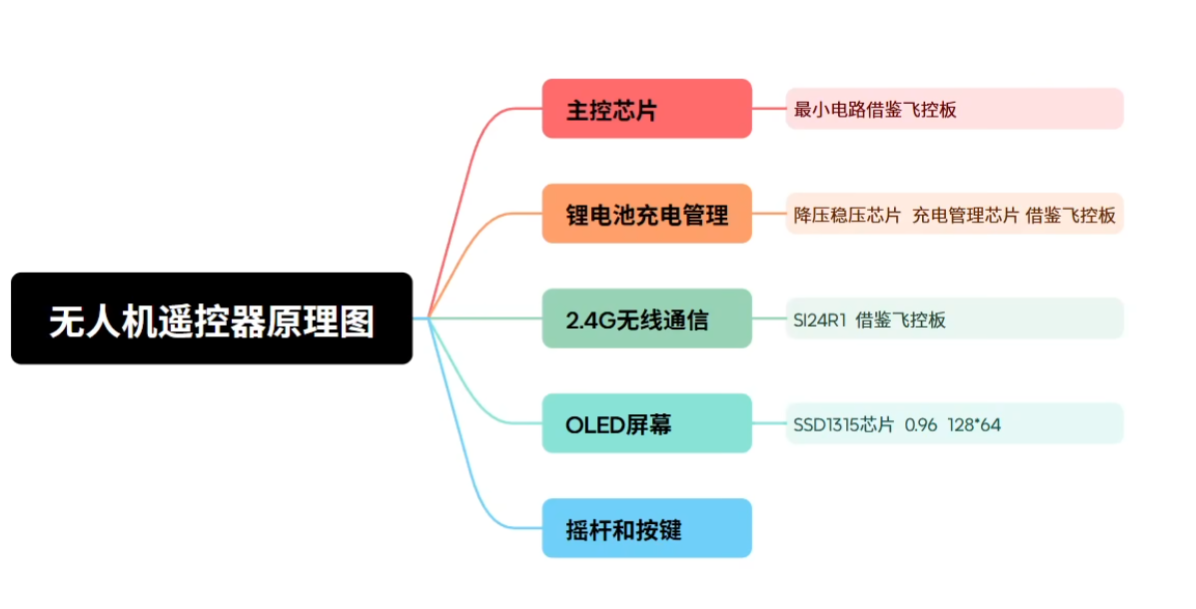 无人机遥控器原理图
主控芯片
最小电路借鉴飞控板
锂电池充电管理
降压稳压芯片 充电管理芯片 借鉴飞控板
2.4G无线通信
SI24R1 借鉴飞控板
OLED屏幕
SSD1315芯片 0.96 128*64
摇杆和按键